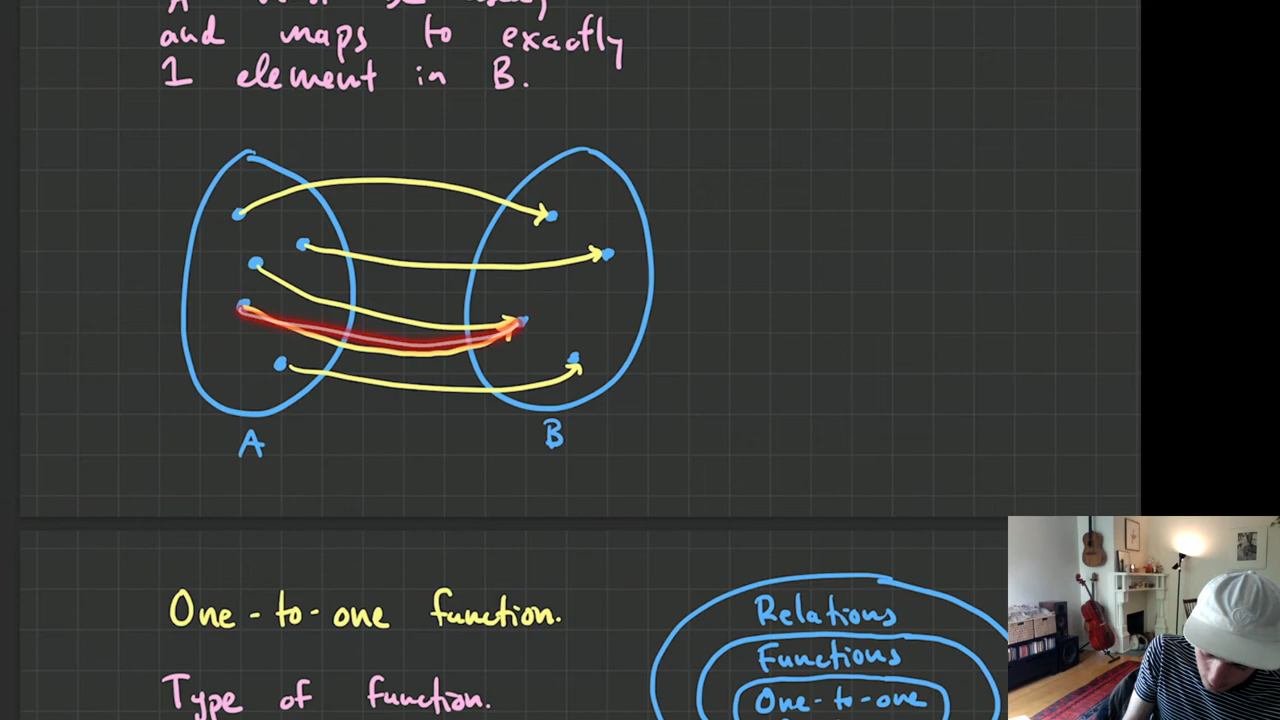 and maps to exactly
1 element in B.
A B
One-to-one function.
Type of function.
Relations
Functions
One-to-one